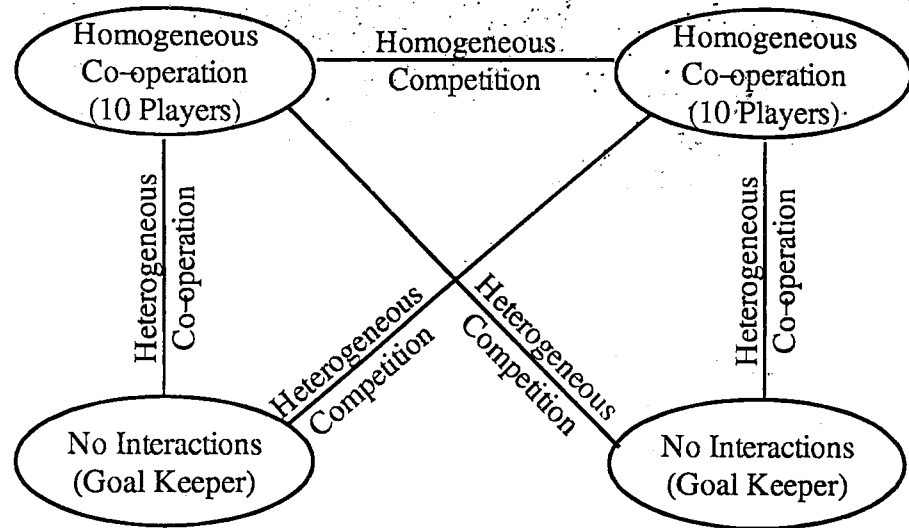 Homogeneous
Co-operation
(10 Players)
Homogeneous
Competition
Homogeneous
Co-operation
(10 Players)
Heterogeneous
Co-operation
Heterogeneous
Competition
Heterogeneous
Competition
Heterogeneous
Co-operation
No Interactions
(Goal Keeper)
No Interactions
(Goal Keeper)